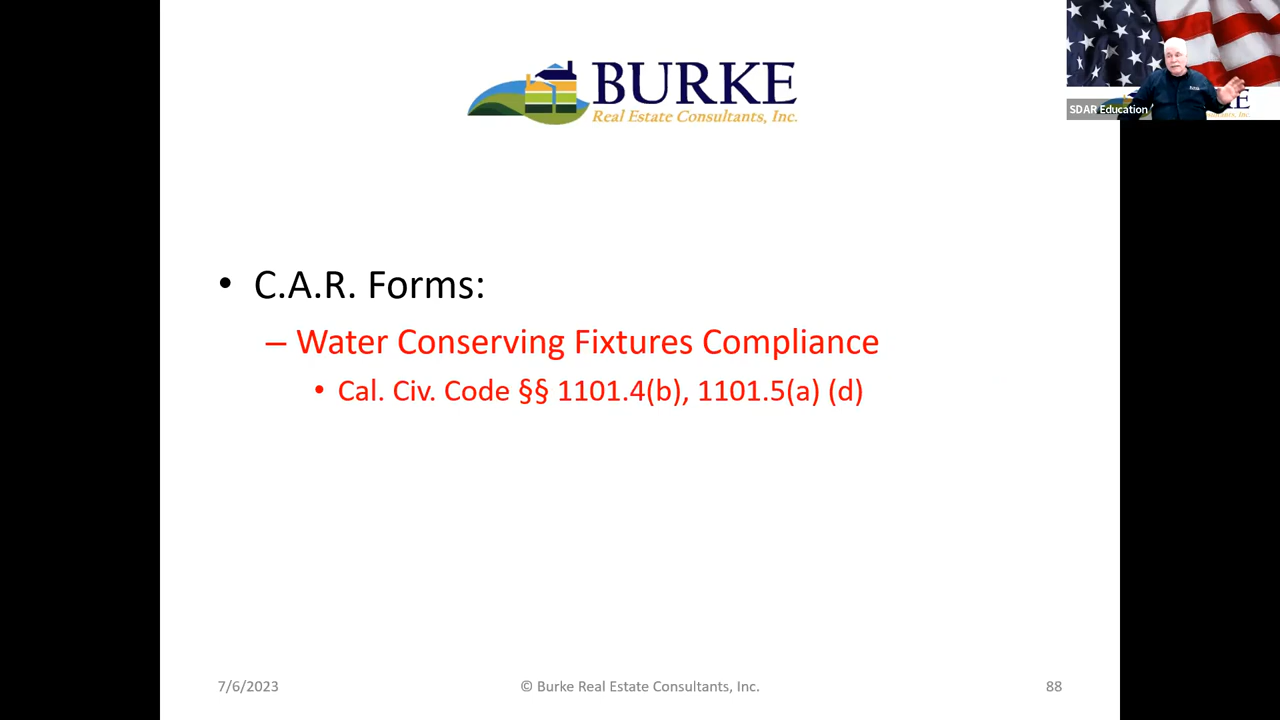 BURKE
Real Estate Consultants, Inc.
SDAR Education
• C.A.R. Forms:
– Water Conserving Fixtures Compliance
• Cal. Civ. Code §§ 1101.4(b), 1101.5(a) (d)
7/6/2023
© Burke Real Estate Consultants, Inc.
88